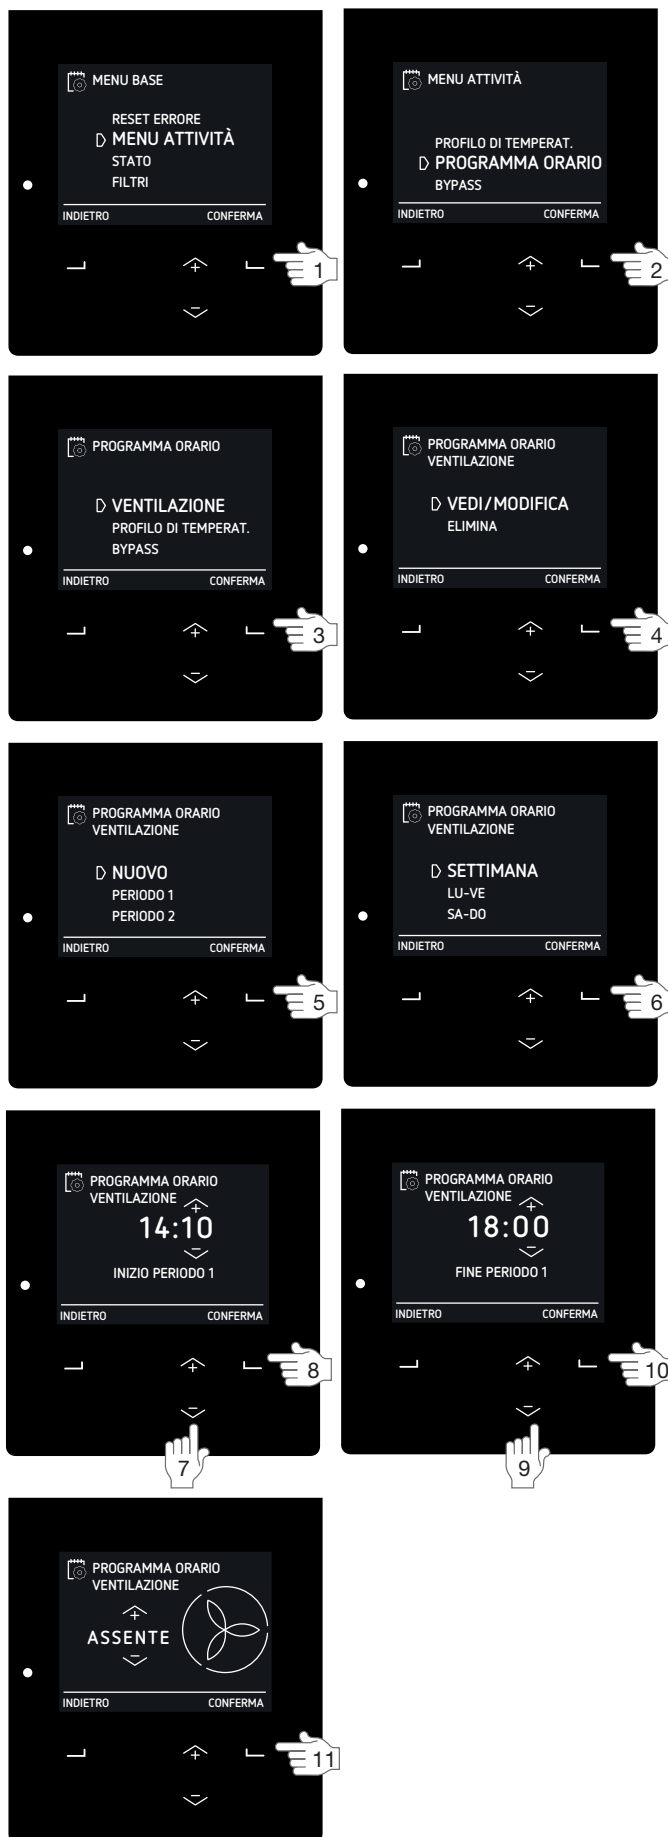 MENU BASE
RESET ERRORE
MENU ATTIVITÀ
STATO
FILTRI
INDIETRO CONFERMA
1
MENU ATTIVITÀ
PROFILO DI TEMPERAT.
PROGRAMMA ORARIO
BYPASS
INDIETRO CONFERMA
2
PROGRAMMA ORARIO
VENTILAZIONE
PROFILO DI TEMPERAT.
BYPASS
INDIETRO CONFERMA
3
PROGRAMMA ORARIO
VENTILAZIONE
VEDI/MODIFICA
ELIMINA
INDIETRO CONFERMA
4
PROGRAMMA ORARIO
VENTILAZIONE
NUOVO
PERIODO 1
PERIODO 2
INDIETRO CONFERMA
5
PROGRAMMA ORARIO
VENTILAZIONE
SETTIMANA
LU-VE
SA-DO
INDIETRO CONFERMA
6
PROGRAMMA ORARIO
VENTILAZIONE
14:10
INIZIO PERIODO 1
INDIETRO CONFERMA
8
7
PROGRAMMA ORARIO
VENTILAZIONE
18:00
FINE PERIODO 1
INDIETRO CONFERMA
10
9
PROGRAMMA ORARIO
VENTILAZIONE
ASSENTE
INDIETRO CONFERMA
11